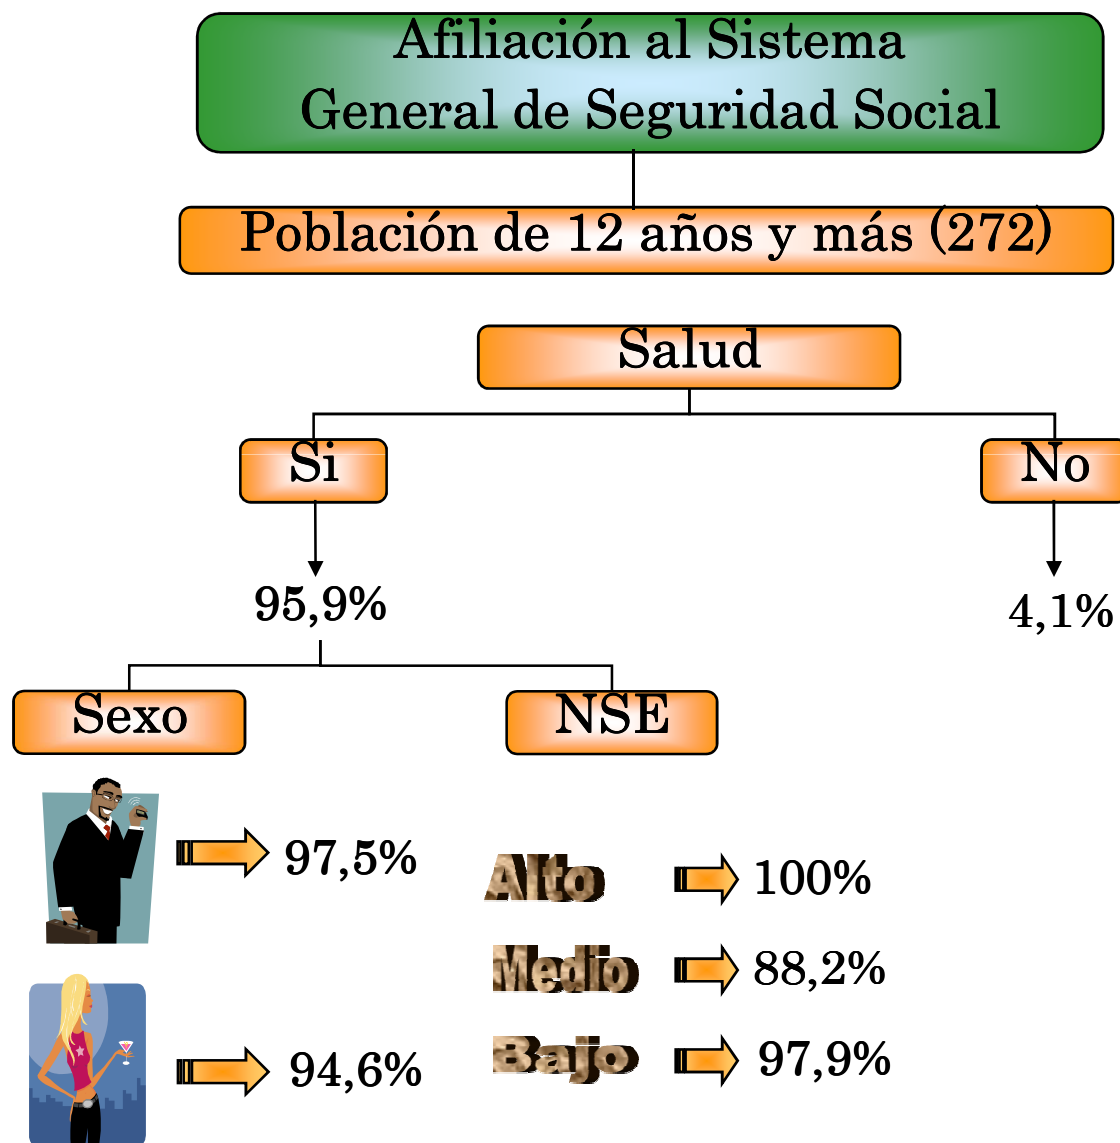 Afiliación al Sistema
General de Seguridad Social
Población de 12 años y más (272)
Salud
Si
No
95,9%
4,1%
Sexo
NSE
97,5%
Alto
100%
Medio
88,2%
94,6%
Bajo
97,9%